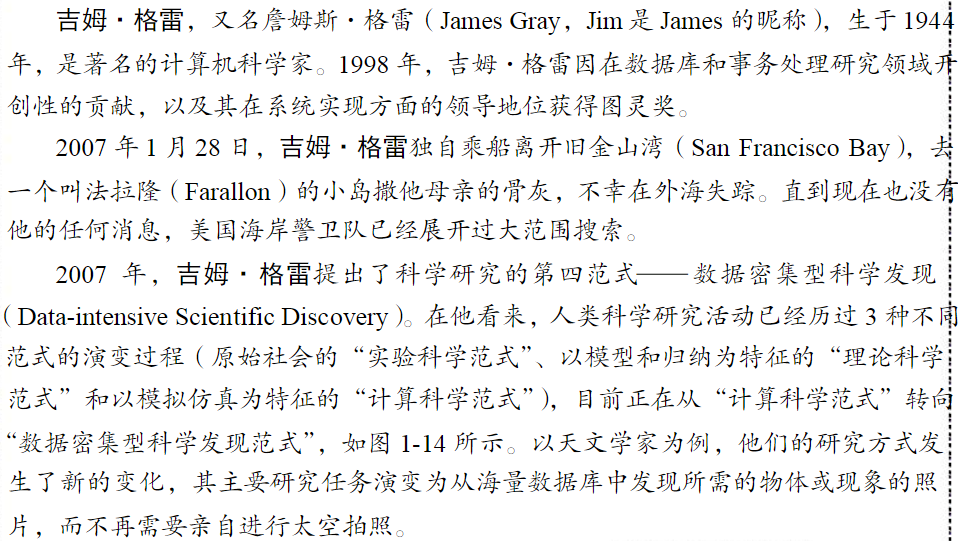 吉姆·格雷，又名詹姆斯·格雷（James Gray，Jim 是 James 的昵称），生于 1944
年，是著名的计算机科学家。1998 年，吉姆·格雷因在数据库和事务处理研究领域开
创性的贡献，以及其在系统实现方面的领导地位获得图灵奖。
2007 年 1 月 28 日，吉姆·格雷独自乘船离开旧金山湾（San Francisco Bay），去
一个叫法拉隆（Farallon）的小岛撒他母亲的骨灰，不幸在外海失踪。直到现在也没有
他的任何消息，美国海岸警卫队已经展开过大范围搜索。
2007 年，吉姆·格雷提出了科学研究的第四范式——数据密集型科学发现
（Data-intensive Scientific Discovery）。在他看来，人类科学研究活动已经历过 3 种不同
范式的演变过程（原始社会的“实验科学范式”、以模型和归纳为特征的“理论科学
范式”和以模拟仿真为特征的“计算科学范式”），目前正在从“计算科学范式”转向
“数据密集型科学发现范式”，如图 1-14 所示。以天文学家为例，他们的研究方式发
生了新的变化，其主要研究任务演变为从海量数据库中发现所需的物体或现象的照
片，而不再需要亲自进行太空拍照。